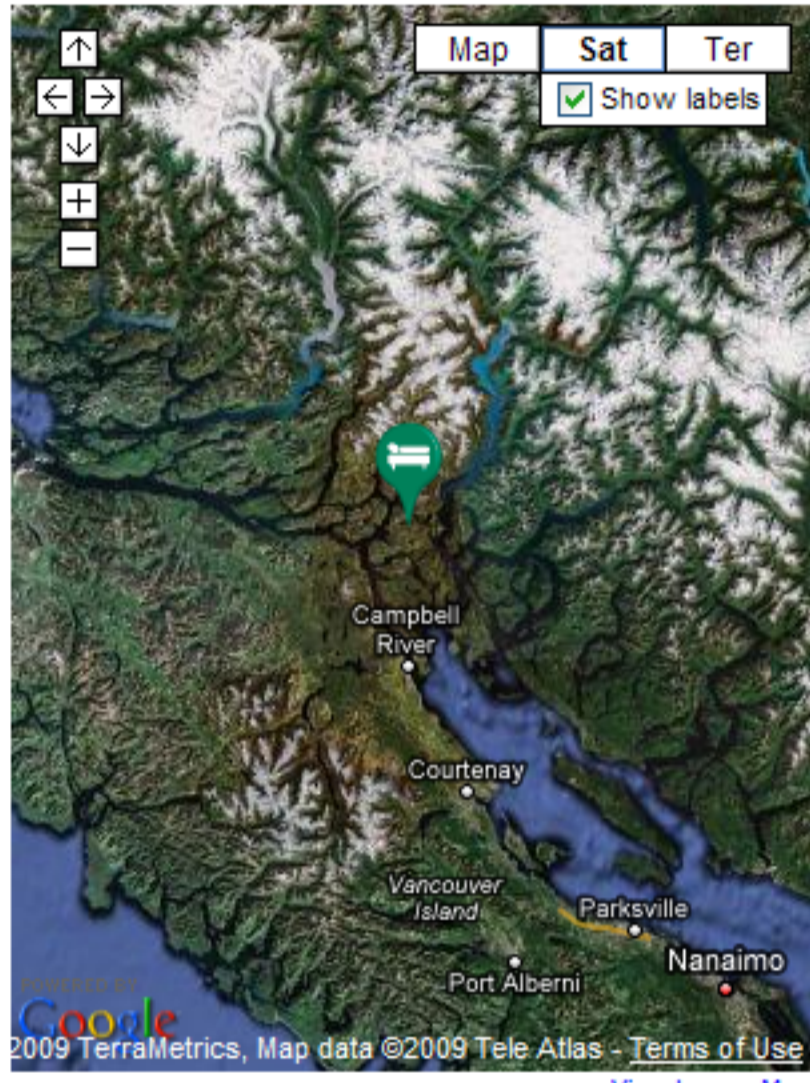 Map Sat Ter
Show labels
Campbell
River
Courtenay
Vancouver
Island
Parksville
Nanaimo
Port Alberni
POWERED BY
Google
2009 TerraMetrics, Map data ©2009 Tele Atlas - Terms of Use